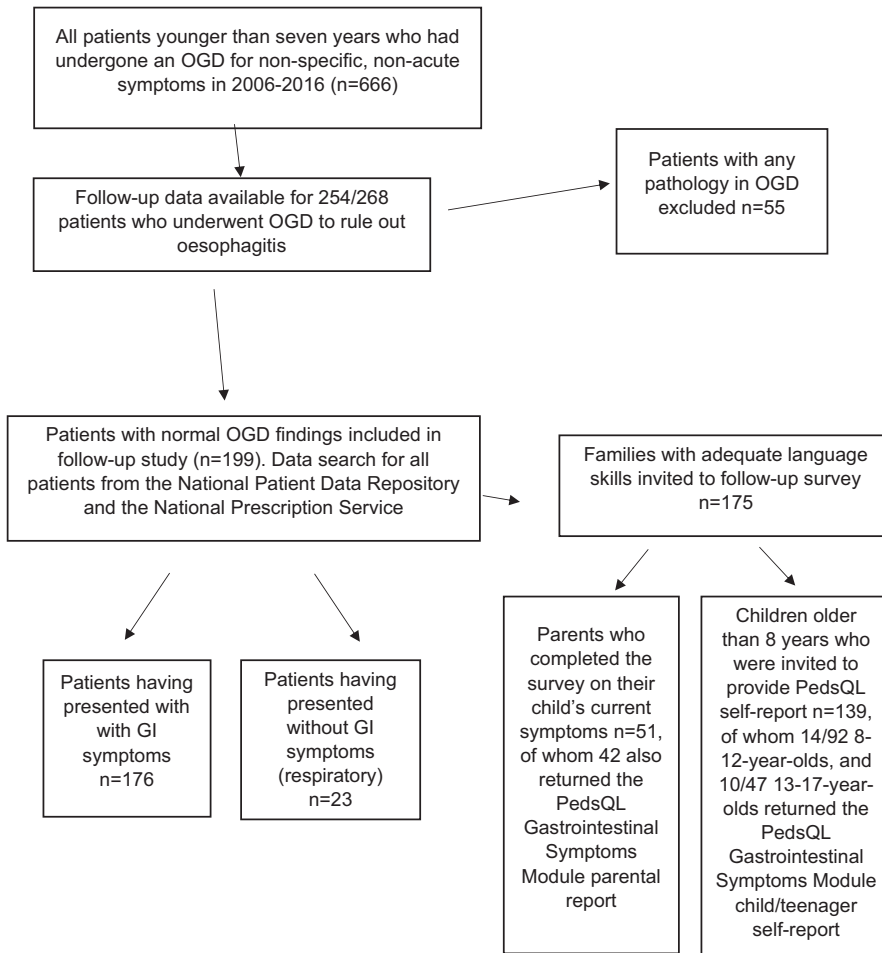 All patients younger than seven years who had
undergone an OGD for non-specific, non-acute
symptoms in 2006-2016 (n=666)
Patients with any
pathology in OGD
excluded n=55
Follow-up data available for 254/268
patients who underwent OGD to rule out
oesophagitis
Patients with normal OGD findings included in
follow-up study (n=199). Data search for all
patients from the National Patient Data Repository
and the National Prescription Service
Families with adequate language
skills invited to follow-up survey
n=175
Patients having
presented with with GI
symptoms
n=176
Patients having
presented without GI
symptoms
(respiratory)
n=23
Parents who
completed the
survey on their
child's current
symptoms n=51,
of whom 42 also
returned the
PedsQL
Gastrointestinal
Symptoms
Module parental
report
Children older
than 8 years who
were invited to
provide PedsQL
self-report n=139,
of whom 14/92 8-
12-year-olds, and
10/47 13-17-year-
olds returned the
PedsQL
Gastrointestinal
Symptoms Module
child/teenager
self-report